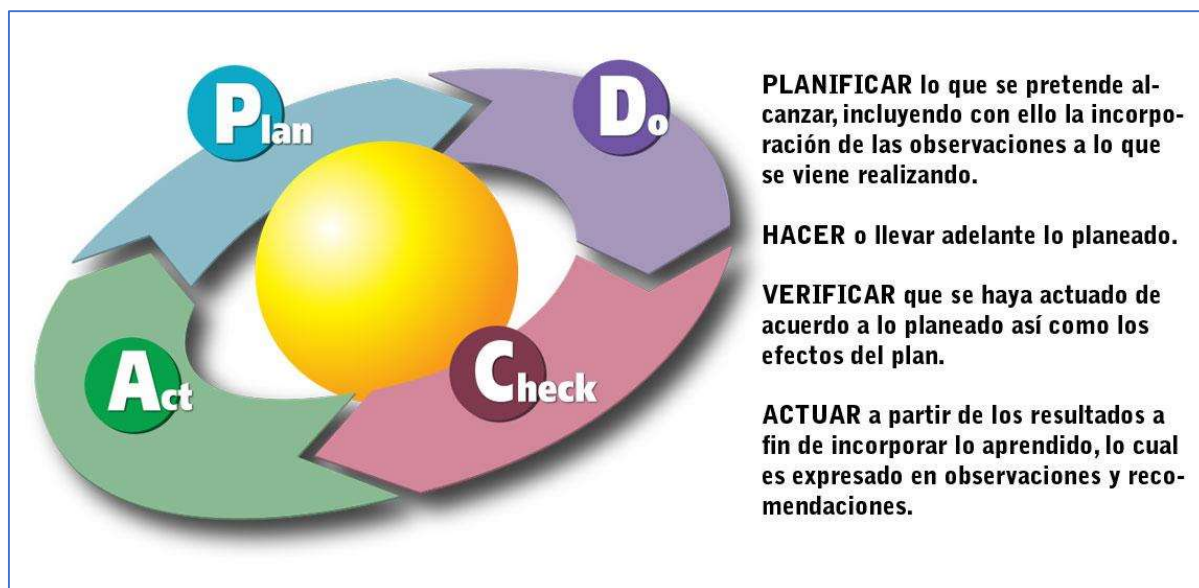 Plan
Do
Check
Act
PLANIFICAR lo que se pretende al-
canzar, incluyendo con ello la incorpo-
ración de las observaciones a lo que
se viene realizando.
HACER o llevar adelante lo planeado.
VERIFICAR que se haya actuado de
acuerdo a lo planeado así como los
efectos del plan.
ACTUAR a partir de los resultados a
fin de incorporar lo aprendido, lo cual
es expresado en observaciones y reco-
mendaciones.